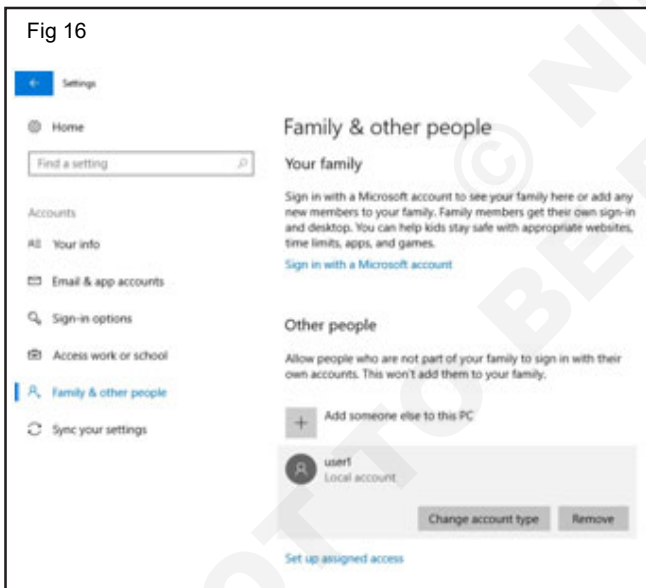 Fig 16
Settings
Home
Find a setting
Accounts
Your info
Email & app accounts
Sign-in options
Access work or school
Family & other people
Sync your settings
Family & other people
Your family
Sign in with a Microsoft account to see your family here or add any
new members to your family. Family members get their own sign-in
and desktop. You can help kids stay safe with appropriate websites,
time limits, apps, and games.
Sign in with a Microsoft account
Other people
Allow people who are not part of your family to sign in with their
own accounts. This won't add them to your family.
Add someone else to this PC
user1
Local account
Change account type Remove
Set up assigned access
© NI
NOT TO BE